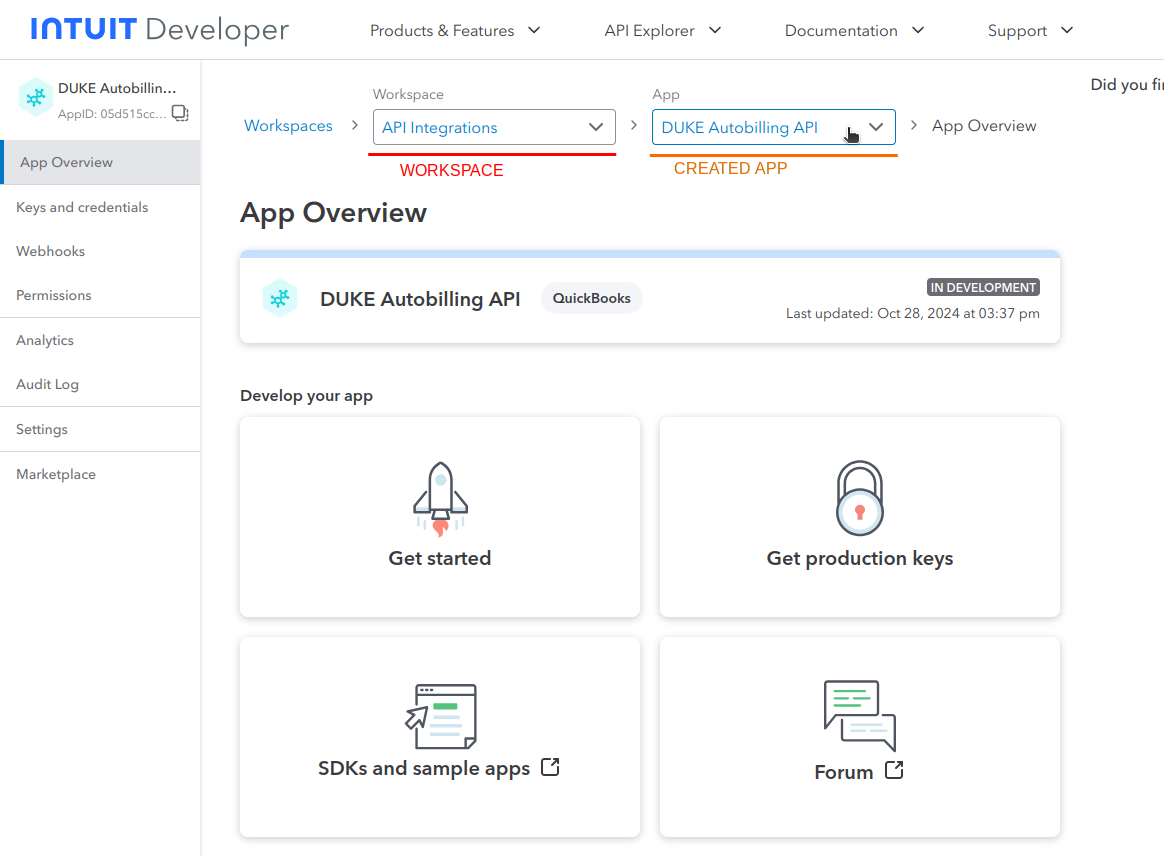 INTUIT Developer
Products & Features
API Explorer
Documentation
Support
DUKE Autobillin...
AppID: 05d515cc...
App Overview
Keys and credentials
Webhooks
Permissions
Analytics
Audit Log
Settings
Marketplace
Did you fi
Workspace
App
Workspaces
API Integrations
DUKE Autobilling API
App Overview
WORKSPACE
CREATED APP
App Overview
DUKE Autobilling API
QuickBooks
IN DEVELOPMENT
Last updated: Oct 28, 2024 at 03:37 pm
Develop your app
Get started
Get production keys
SDKs and sample apps
Forum